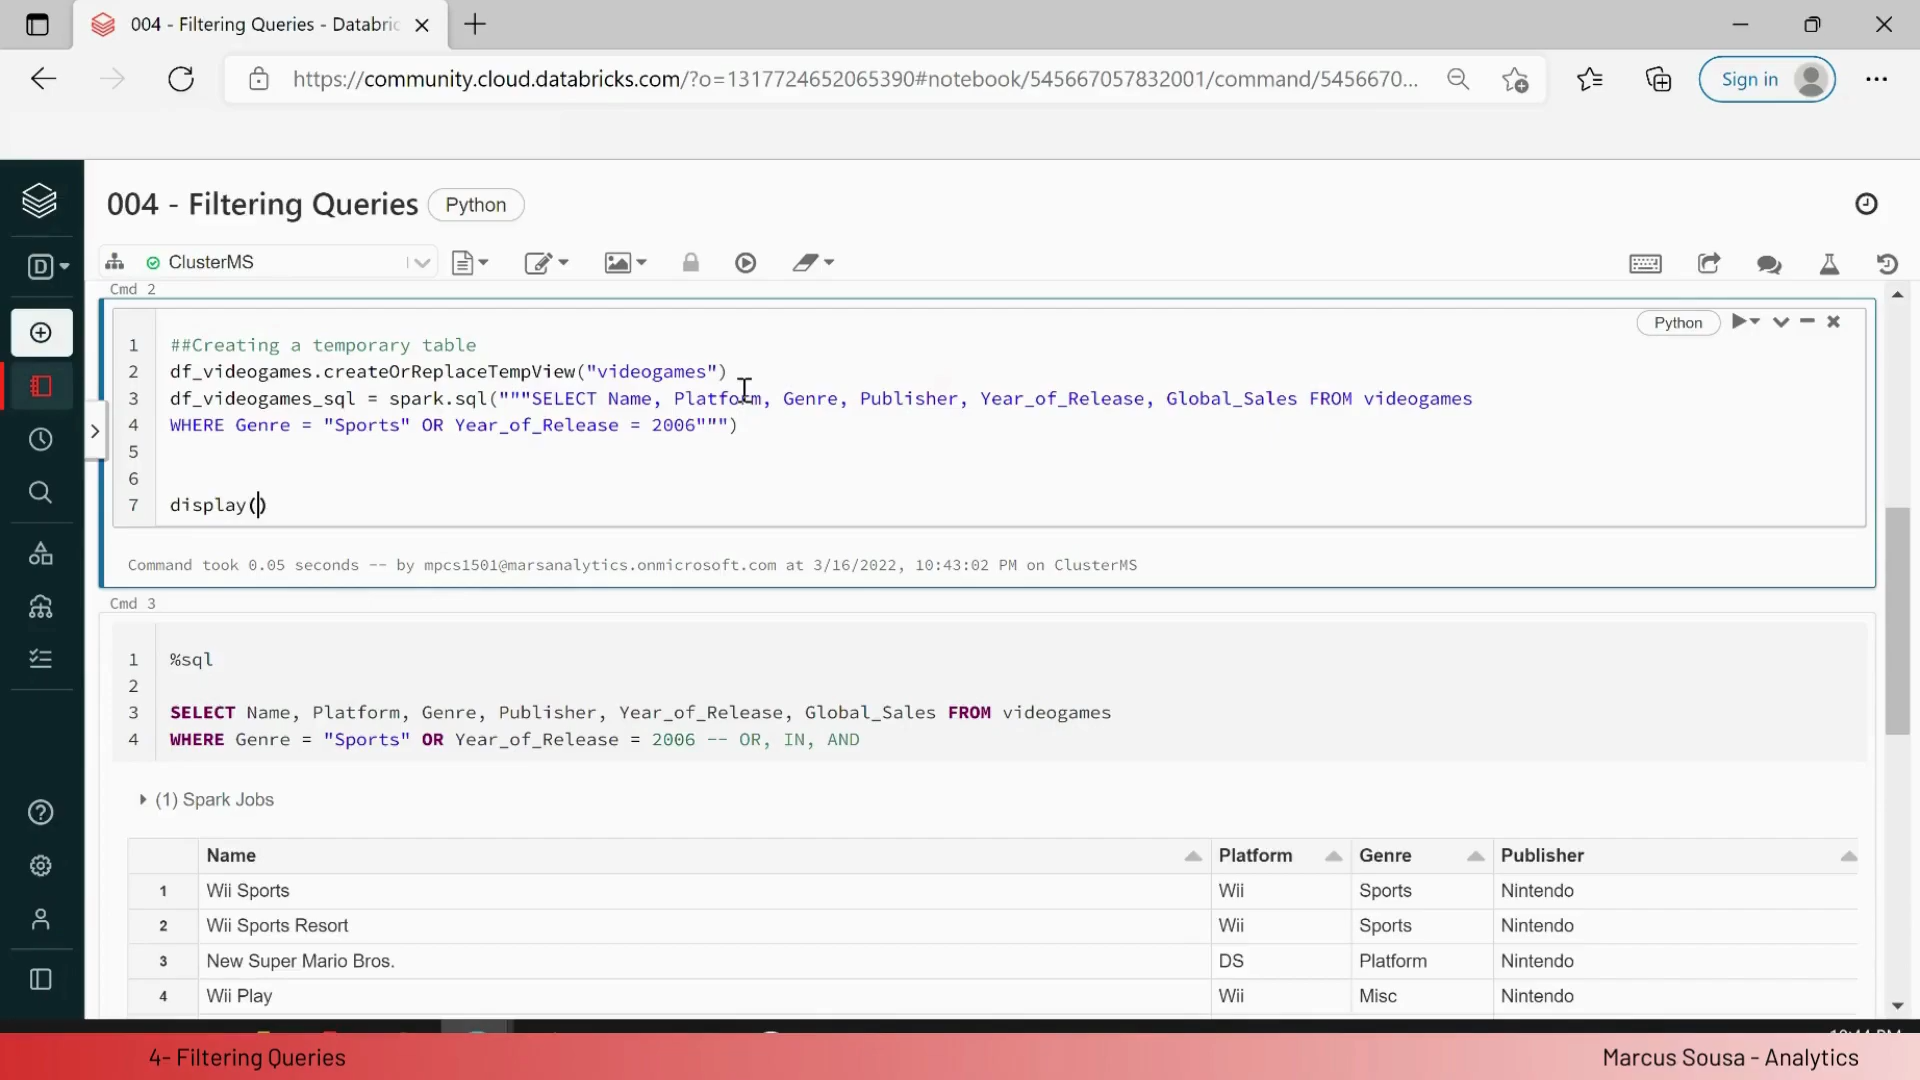 004 - Filtering Queries - Databric
https://community.cloud.databricks.com/?o=1317724652065390#notebook/545667057832001/command/5456670...
Sign in
004 - Filtering Queries
Python
D
ClusterMS
Cmd 2
Python
1 ##Creating a temporary table
2 df_videogames.createOrReplaceTempView("videogames")
3 df_videogames_sql = spark.sql("""SELECT Name, Platform, Genre, Publisher, Year_of_Release, Global_Sales FROM videogames
4 WHERE Genre = "Sports" OR Year_of_Release = 2006""")
5
6
7 display()
Command took 0.05 seconds -- by mpcs1501@marsanalytics.onmicrosoft.com at 3/16/2022, 10:43:02 PM on ClusterMS
Cmd 3
1 %sql
2
3 SELECT Name, Platform, Genre, Publisher, Year_of_Release, Global_Sales FROM videogames
4 WHERE Genre = "Sports" OR Year_of_Release = 2006 -- OR, IN, AND
(1) Spark Jobs
Name Platform Genre Publisher
1 Wii Sports Wii Sports Nintendo
2 Wii Sports Resort Wii Sports Nintendo
3 New Super Mario Bros. DS Platform Nintendo
4 Wii Play Wii Misc Nintendo
4- Filtering Queries
Marcus Sousa - Analytics